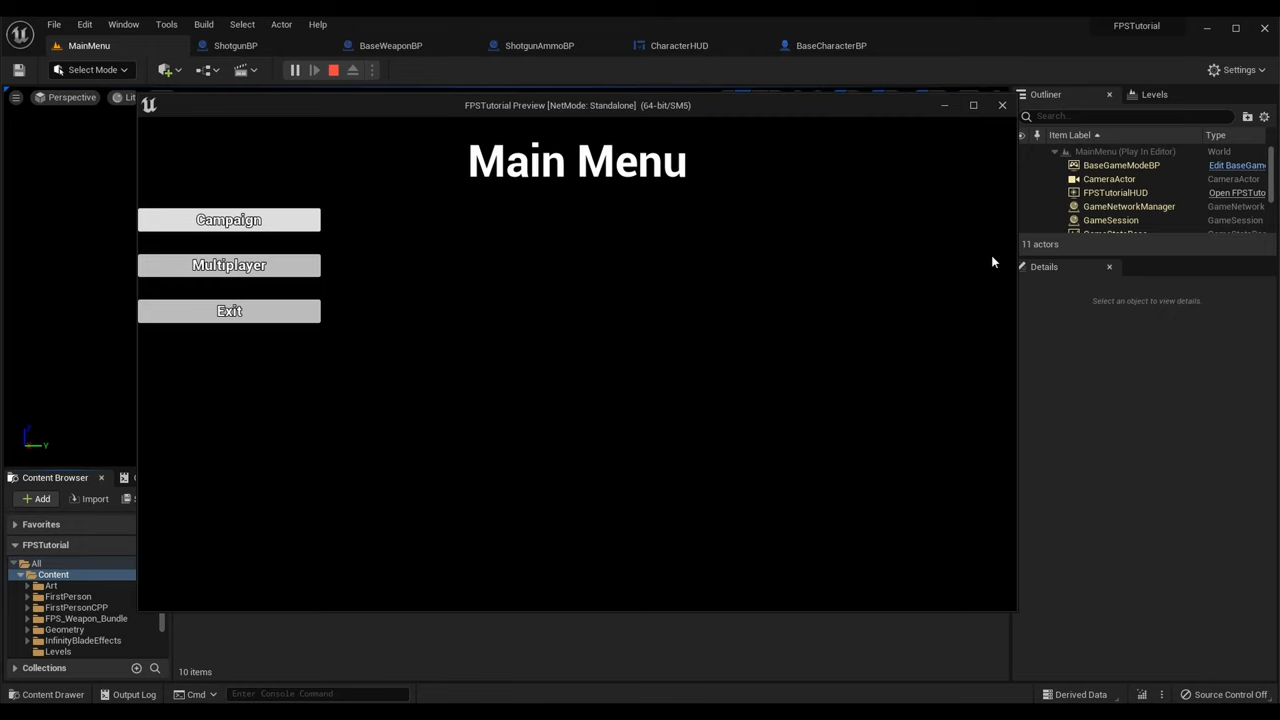 File Edit Window Tools Build Select Actor Help
FPSTutorial
MainMenu ShotgunBP BaseWeaponBP ShotgunAmmoBP CharacterHUD BaseCharacterBP
Select Mode Settings
Perspective Lit
FPSTutorial Preview [NetMode: Standalone] (64-bit/SM5)
Outliner Levels
Search...
Item Label Type
MainMenu (Play In Editor) World
BaseGameModeBP Edit BaseGam
CameraActor CameraActor
FPSTutorialHUD Open FPSTuto
GameNetworkManager GameNetwork
GameSession GameSession
11 actors
Details
Select an object to view details.
Main Menu
Campaign
Multiplayer
Exit
Y
Content Browser
Add Import
Favorites
FPSTutorial
All
Content
Art
FirstPerson
FirstPersonCPP
FPS_Weapon_Bundle
Geometry
InfinityBladeEffects
Levels
Collections
10 items
Content Drawer Output Log Cmd Enter Console Command Derived Data Source Control Off